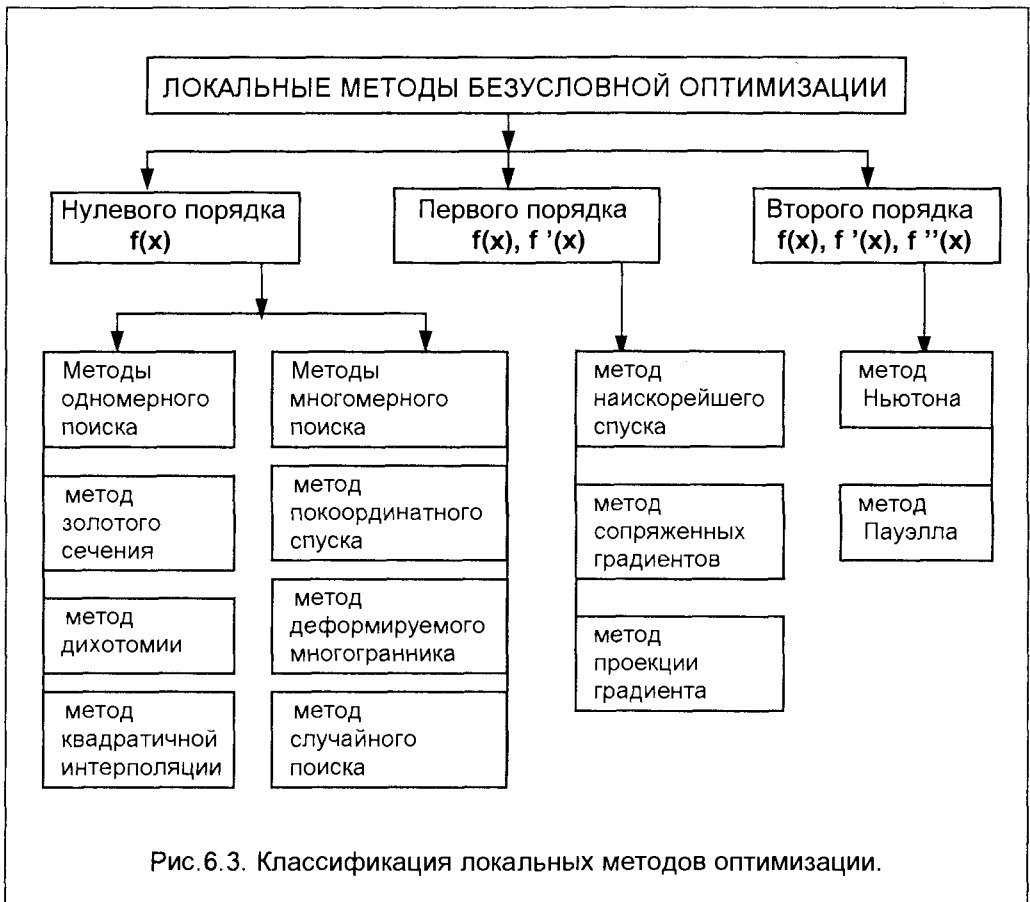 ЛОКАЛЬНЫЕ МЕТОДЫ БЕЗУСЛОВНОЙ ОПТИМИЗАЦИИ
Нулевого порядка
f(x)
Первого порядка
f(x), f ’(x)
Второго порядка
f(x), f ’(x), f ’’(x)
Методы
одномерного
поиска
метод
золотого
сечения
метод
дихотомии
метод
квадратичной
интерполяции
Методы
многомерного
поиска
метод
покоординатного
спуска
метод
деформируемого
многогранника
метод
случайного
поиска
метод
наискорейшего
спуска
метод
сопряженных
градиентов
метод
проекции
градиента
метод
Ньютона
метод
Пауэлла
Рис.6.3. Классификация локальных методов оптимизации.